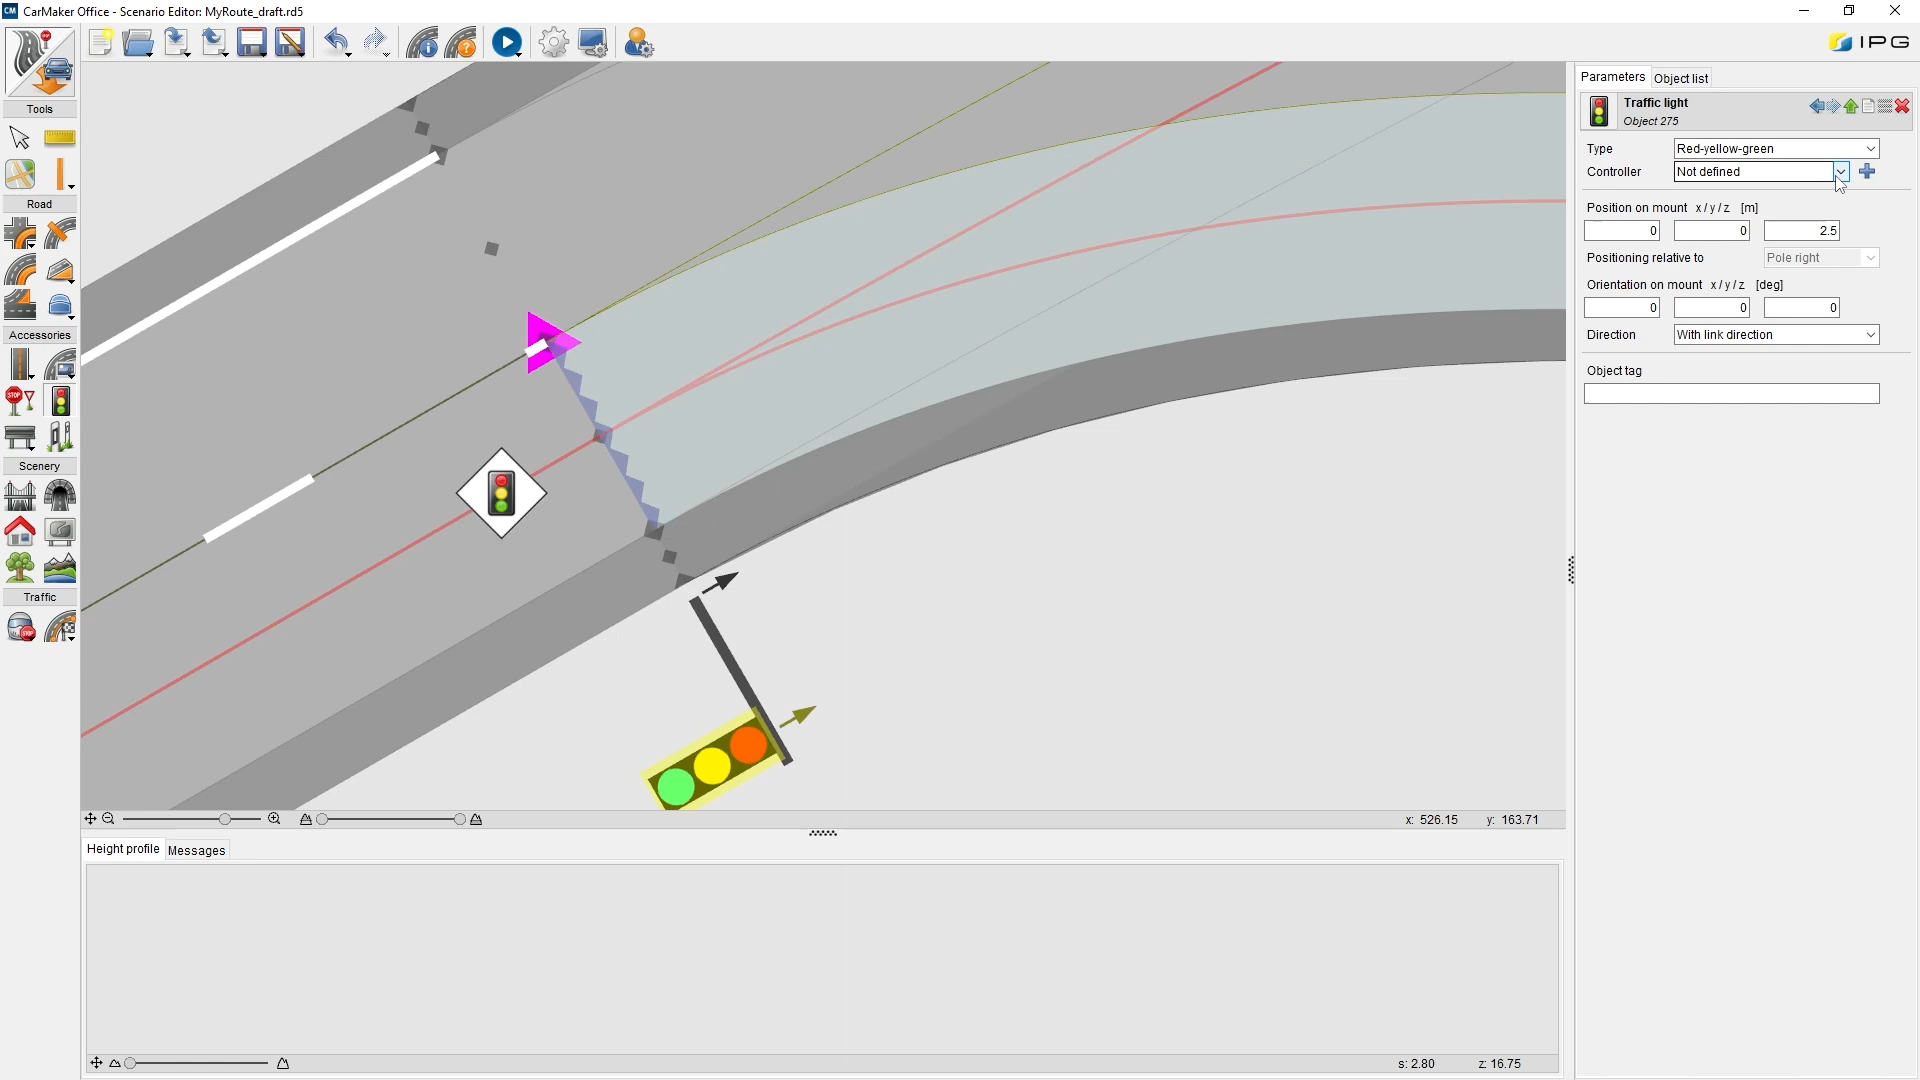 CM CarMaker Office - Scenario Editor: MyRoute_draft.rd5
IPG
Tools
Road
Accessories
STOP
Scenery
Traffic
STOP
x: 526.15 y: 163.71
Height profile Messages
s: 2.80 z: 16.75
Parameters Object list
Traffic light
Object 275
Type Red-yellow-green
Controller Not defined
Position on mount x / y / z [m]
0 0 2.5
Positioning relative to Pole right
Orientation on mount x / y / z [deg]
0 0 0
Direction With link direction
Object tag